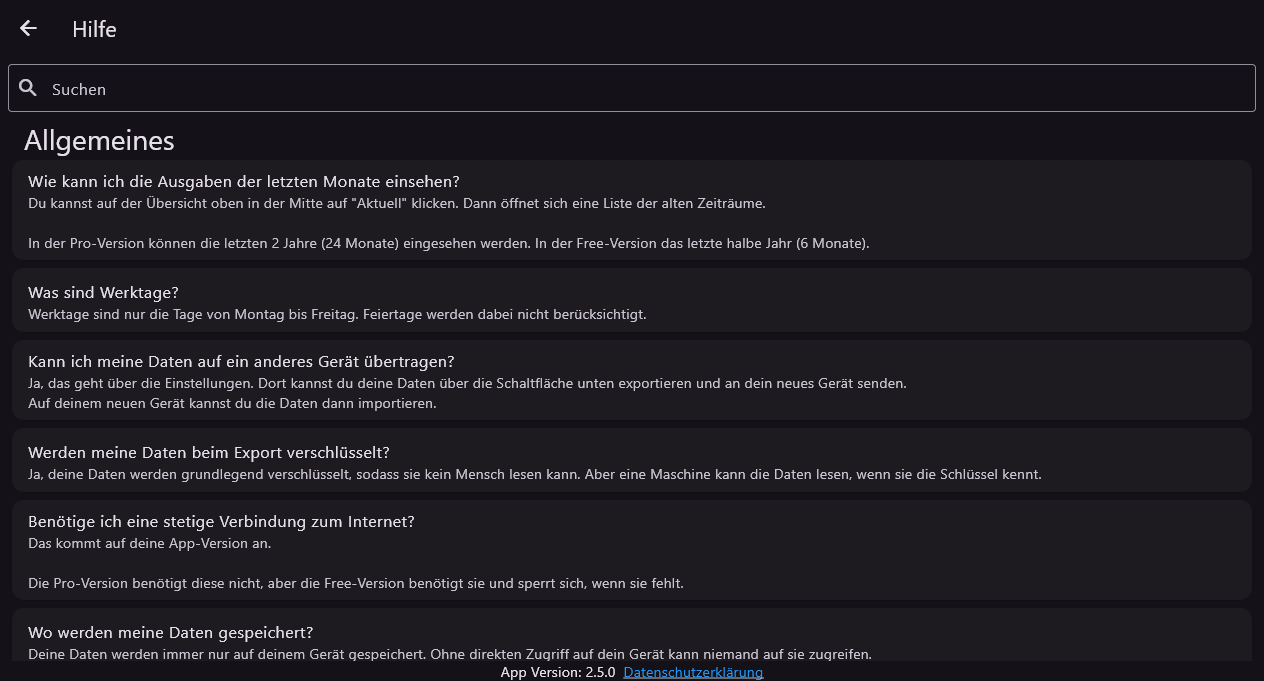 Hilfe
Suchen
Allgemeines
Wie kann ich die Ausgaben der letzten Monate einsehen?
Du kannst auf der Übersicht oben in der Mitte auf "Aktuell" klicken. Dann öffnet sich eine Liste der alten Zeiträume.
In der Pro-Version können die letzten 2 Jahre (24 Monate) eingesehen werden. In der Free-Version das letzte halbe Jahr (6 Monate).
Was sind Werktage?
Werktage sind nur die Tage von Montag bis Freitag. Feiertage werden dabei nicht berücksichtigt.
Kann ich meine Daten auf ein anderes Gerät übertragen?
Ja, das geht über die Einstellungen. Dort kannst du deine Daten über die Schaltfläche unten exportieren und an dein neues Gerät senden.
Auf deinem neuen Gerät kannst du die Daten dann importieren.
Werden meine Daten beim Export verschlüsselt?
Ja, deine Daten werden grundlegend verschlüsselt, sodass sie kein Mensch lesen kann. Aber eine Maschine kann die Daten lesen, wenn sie die Schlüssel kennt.
Benötige ich eine stetige Verbindung zum Internet?
Das kommt auf deine App-Version an.
Die Pro-Version benötigt diese nicht, aber die Free-Version benötigt sie und sperrt sich, wenn sie fehlt.
Wo werden meine Daten gespeichert?
Deine Daten werden immer nur auf deinem Gerät gespeichert. Ohne direkten Zugriff auf dein Gerät kann niemand auf sie zugreifen.
App Version: 2.5.0 Datenschutzerklärung